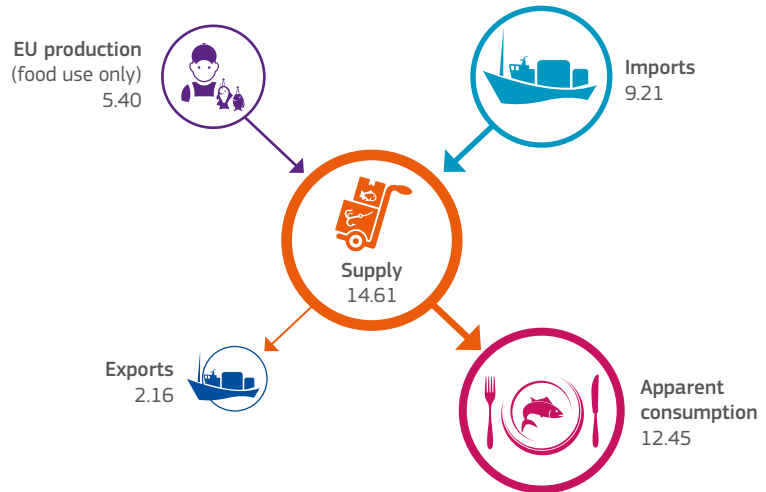 EU production
(food use only)
5.40
Imports
9.21
Supply
14.61
Exports
2.16
Apparent
consumption
12.45